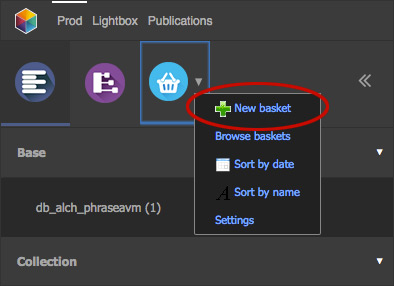 Prod Lightbox Publications
New basket
Browse baskets
Base
Sort by date
Sort by name
db_alch_phraseavm (1)
Settings
Collection